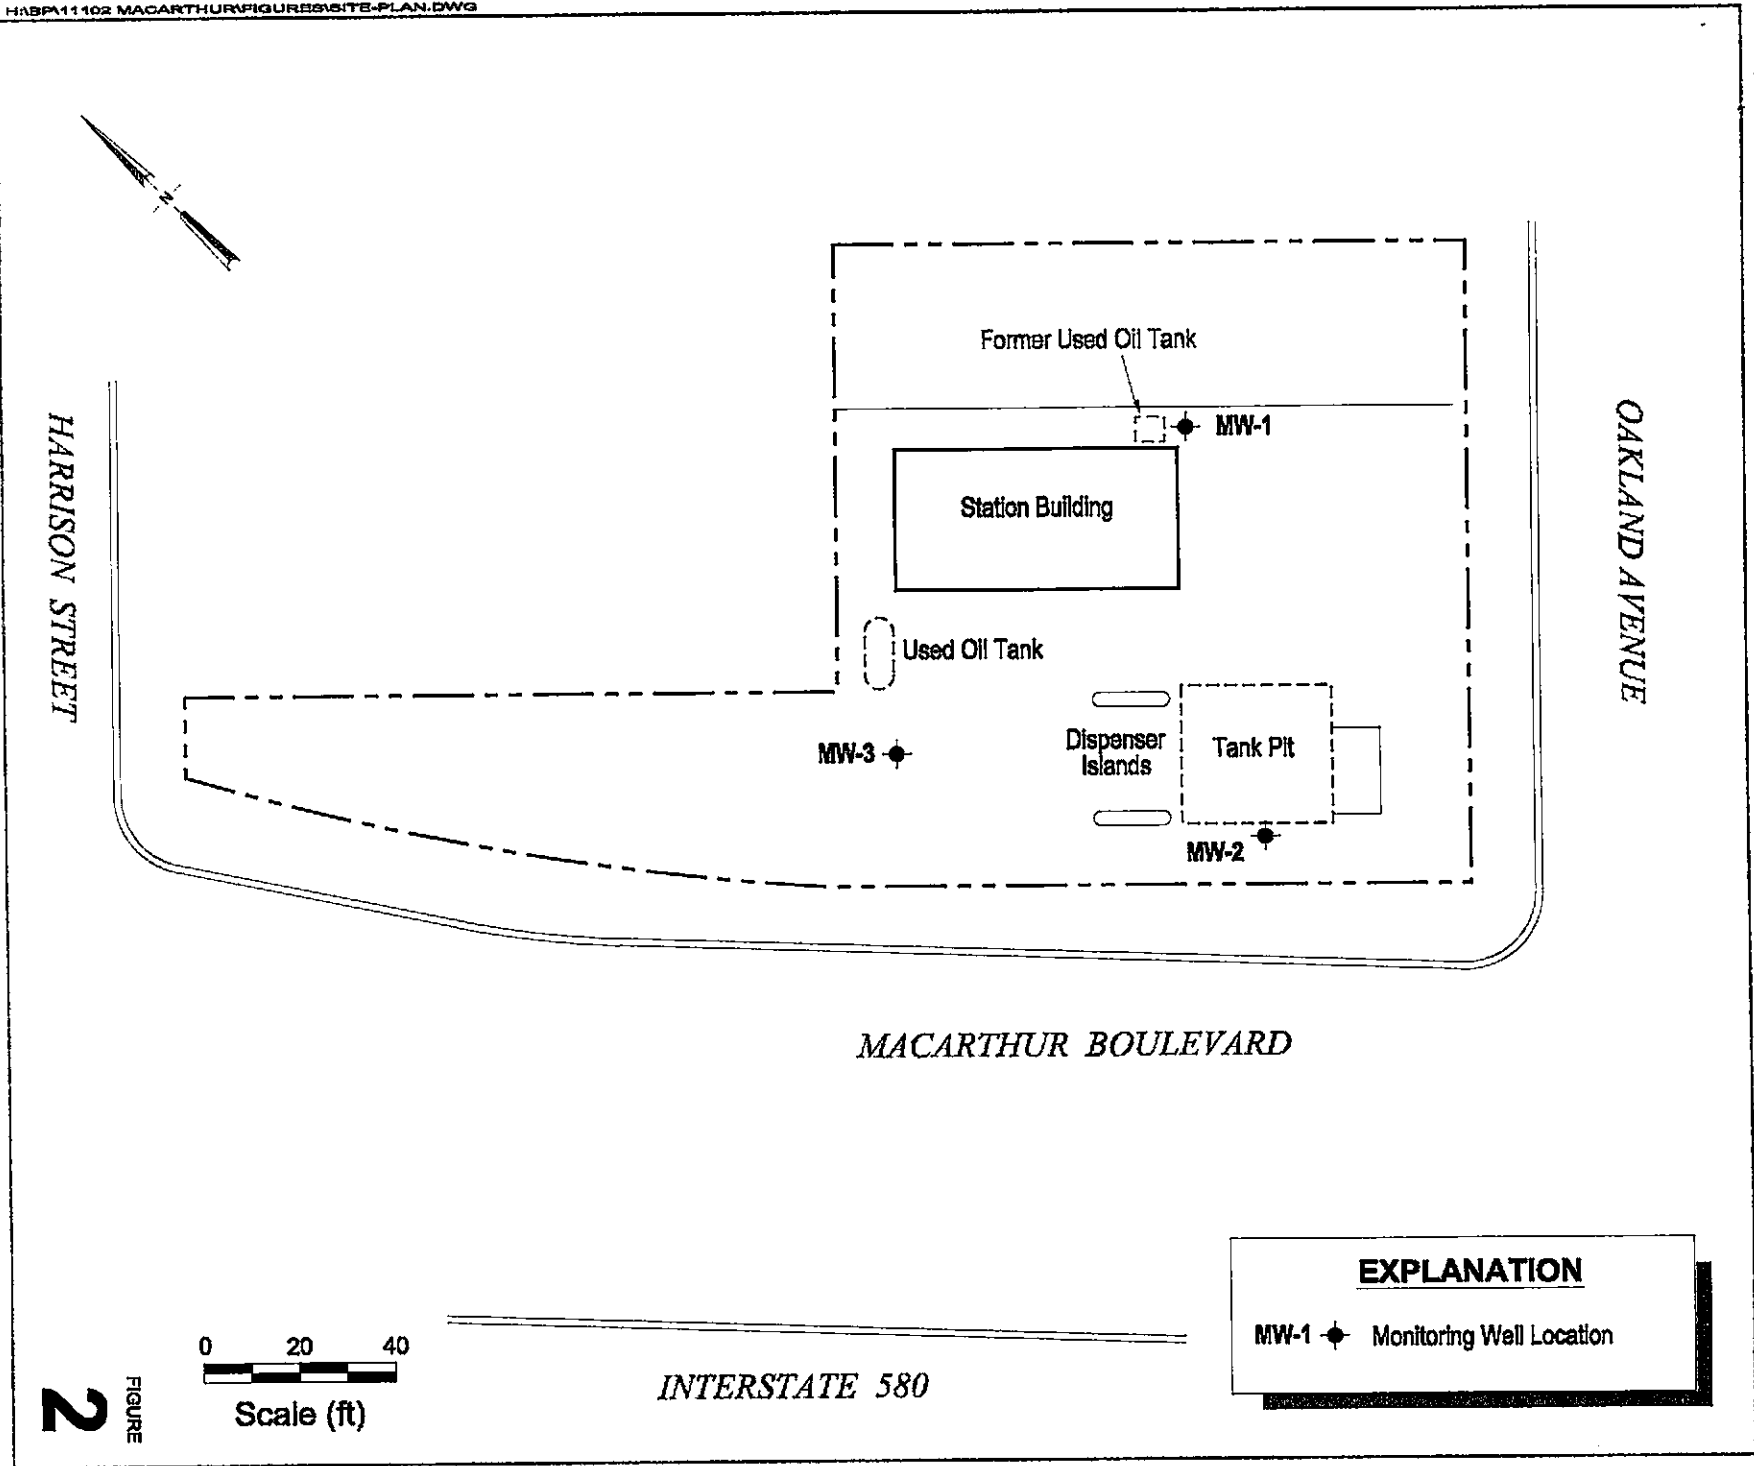 H:\BP\11102 MACARTHUR\FIGURES\SITE-PLAN.DWG
N
Former Used Oil Tank
MW-1
HARRISON STREET
OAKLAND AVENUE
Station Building
Used Oil Tank
MW-3
Dispenser
Islands
Tank Pit
MW-2
MACARTHUR BOULEVARD
EXPLANATION
MW-1 Monitoring Well Location
0 20 40
Scale (ft)
INTERSTATE 580
FIGURE
2